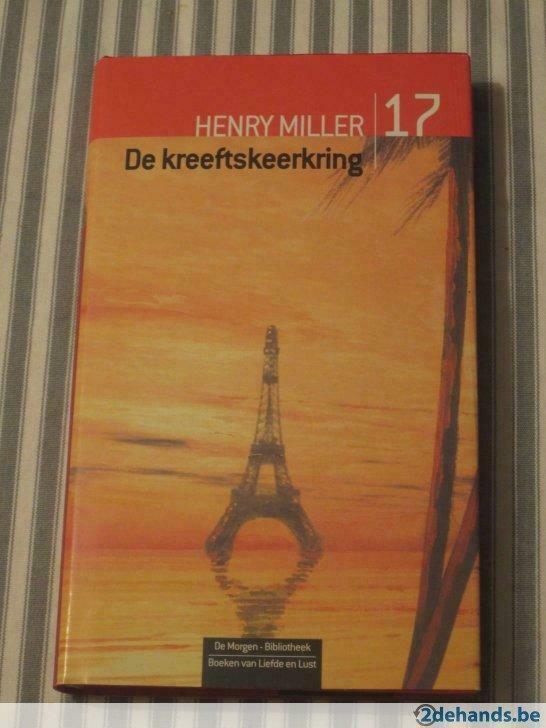 HENRY MILLER 17
De kreeftskeerkring
De Morgen - Bibliotheek
Boeken van Liefde en Lust
2dehands.be